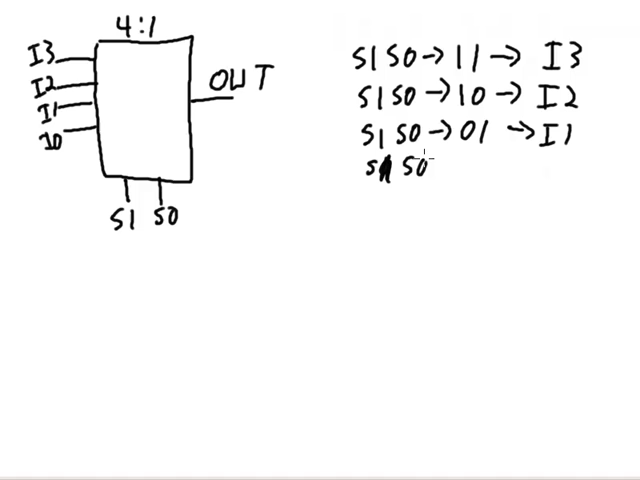 4:1
I3
I2
I1
I0
OUT
S1 S0
S1 S0 → 11 → I3
S1 S0 → 10 → I2
S1 S0 → 01 → I1
S1 S0